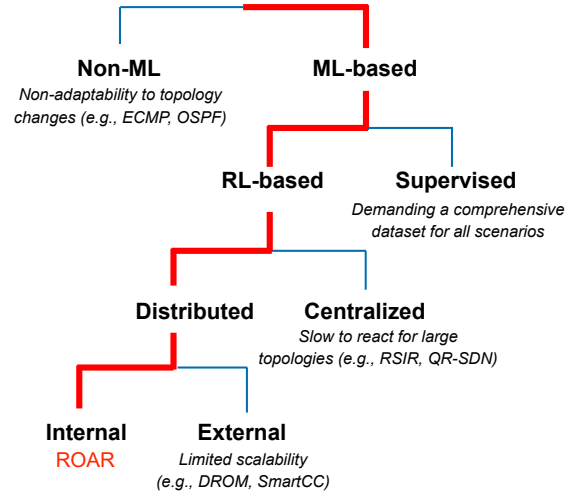 Non-ML
Non-adaptability to topology
changes (e.g., ECMP, OSPF)
ML-based
RL-based
Supervised
Demanding a comprehensive
dataset for all scenarios
Distributed
Centralized
Slow to react for large
topologies (e.g., RSIR, QR-SDN)
Internal
ROAR
External
Limited scalability
(e.g., DROM, SmartCC)